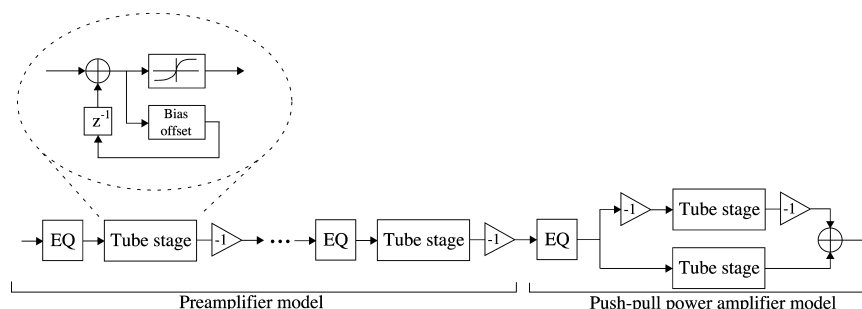 z-1
Bias
offset
EQ
Tube stage
-1
EQ
Tube stage
-1
EQ
-1
Tube stage
-1
Tube stage
Preamplifier model
Push-pull power amplifier model